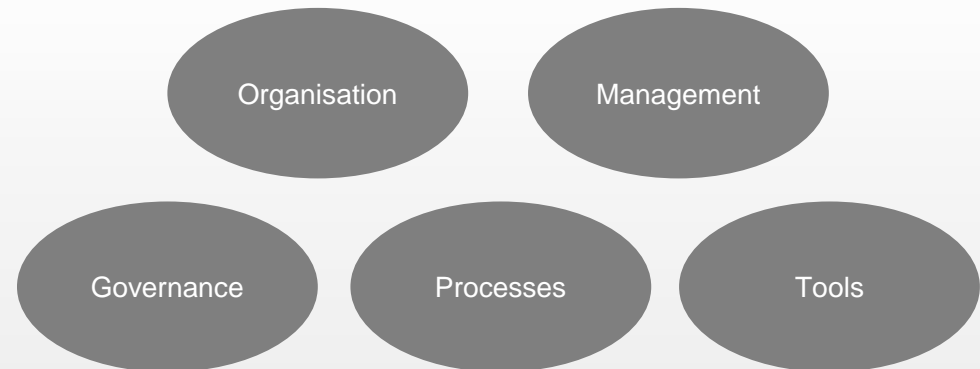 Organisation
Management
Governance
Processes
Tools